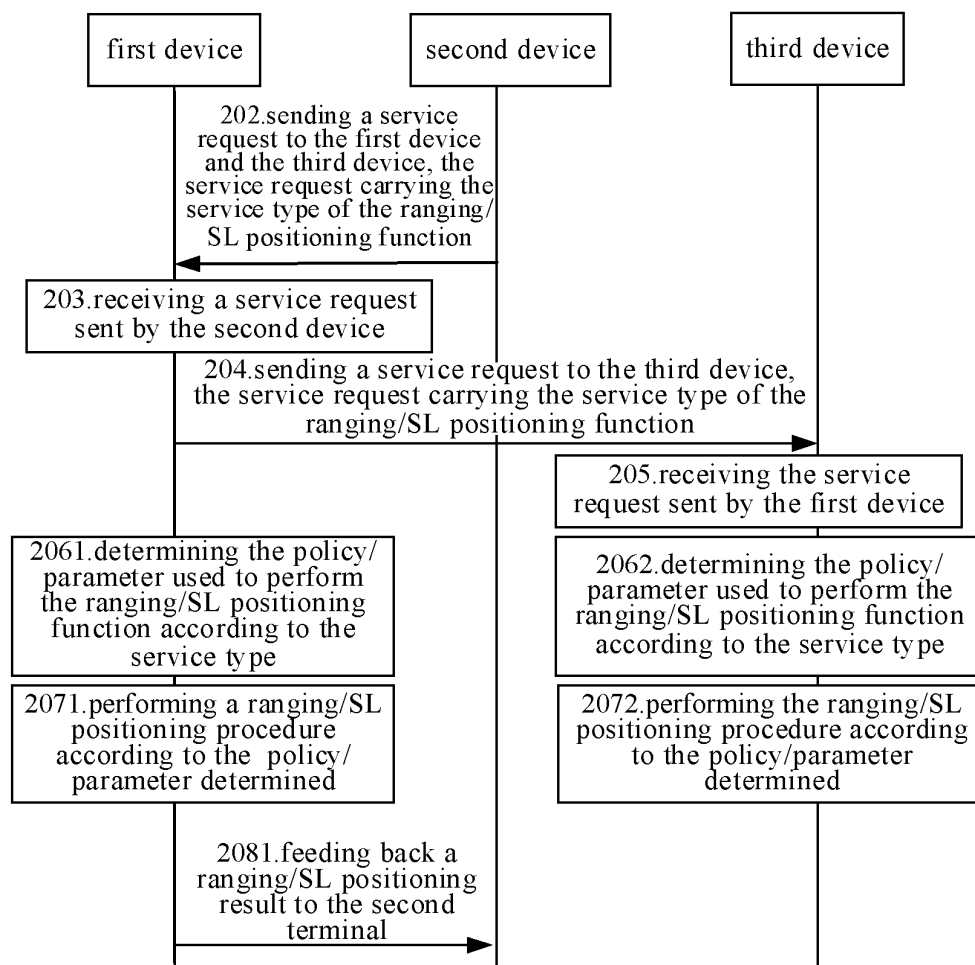 first device
second device
third device
202.sending a service
request to the first device
and the third device, the
service request carrying the
service type of the ranging/
SL positioning function
203.receiving a service request
sent by the second device
204.sending a service request to the third device,
the service request carrying the service type of the
ranging/SL positioning function
205.receiving the service
request sent by the first device
2061.determining the policy/
parameter used to perform
the ranging/SL positioning
function according to the
service type
2062.determining the policy/
parameter used to perform the
ranging/SL positioning function
according to the service type
2071.performing a ranging/SL
positioning procedure
according to the policy/
parameter determined
2072.performing the ranging/SL
positioning procedure according
to the policy/parameter
determined
2081.feeding back a
ranging/SL positioning
result to the second
terminal